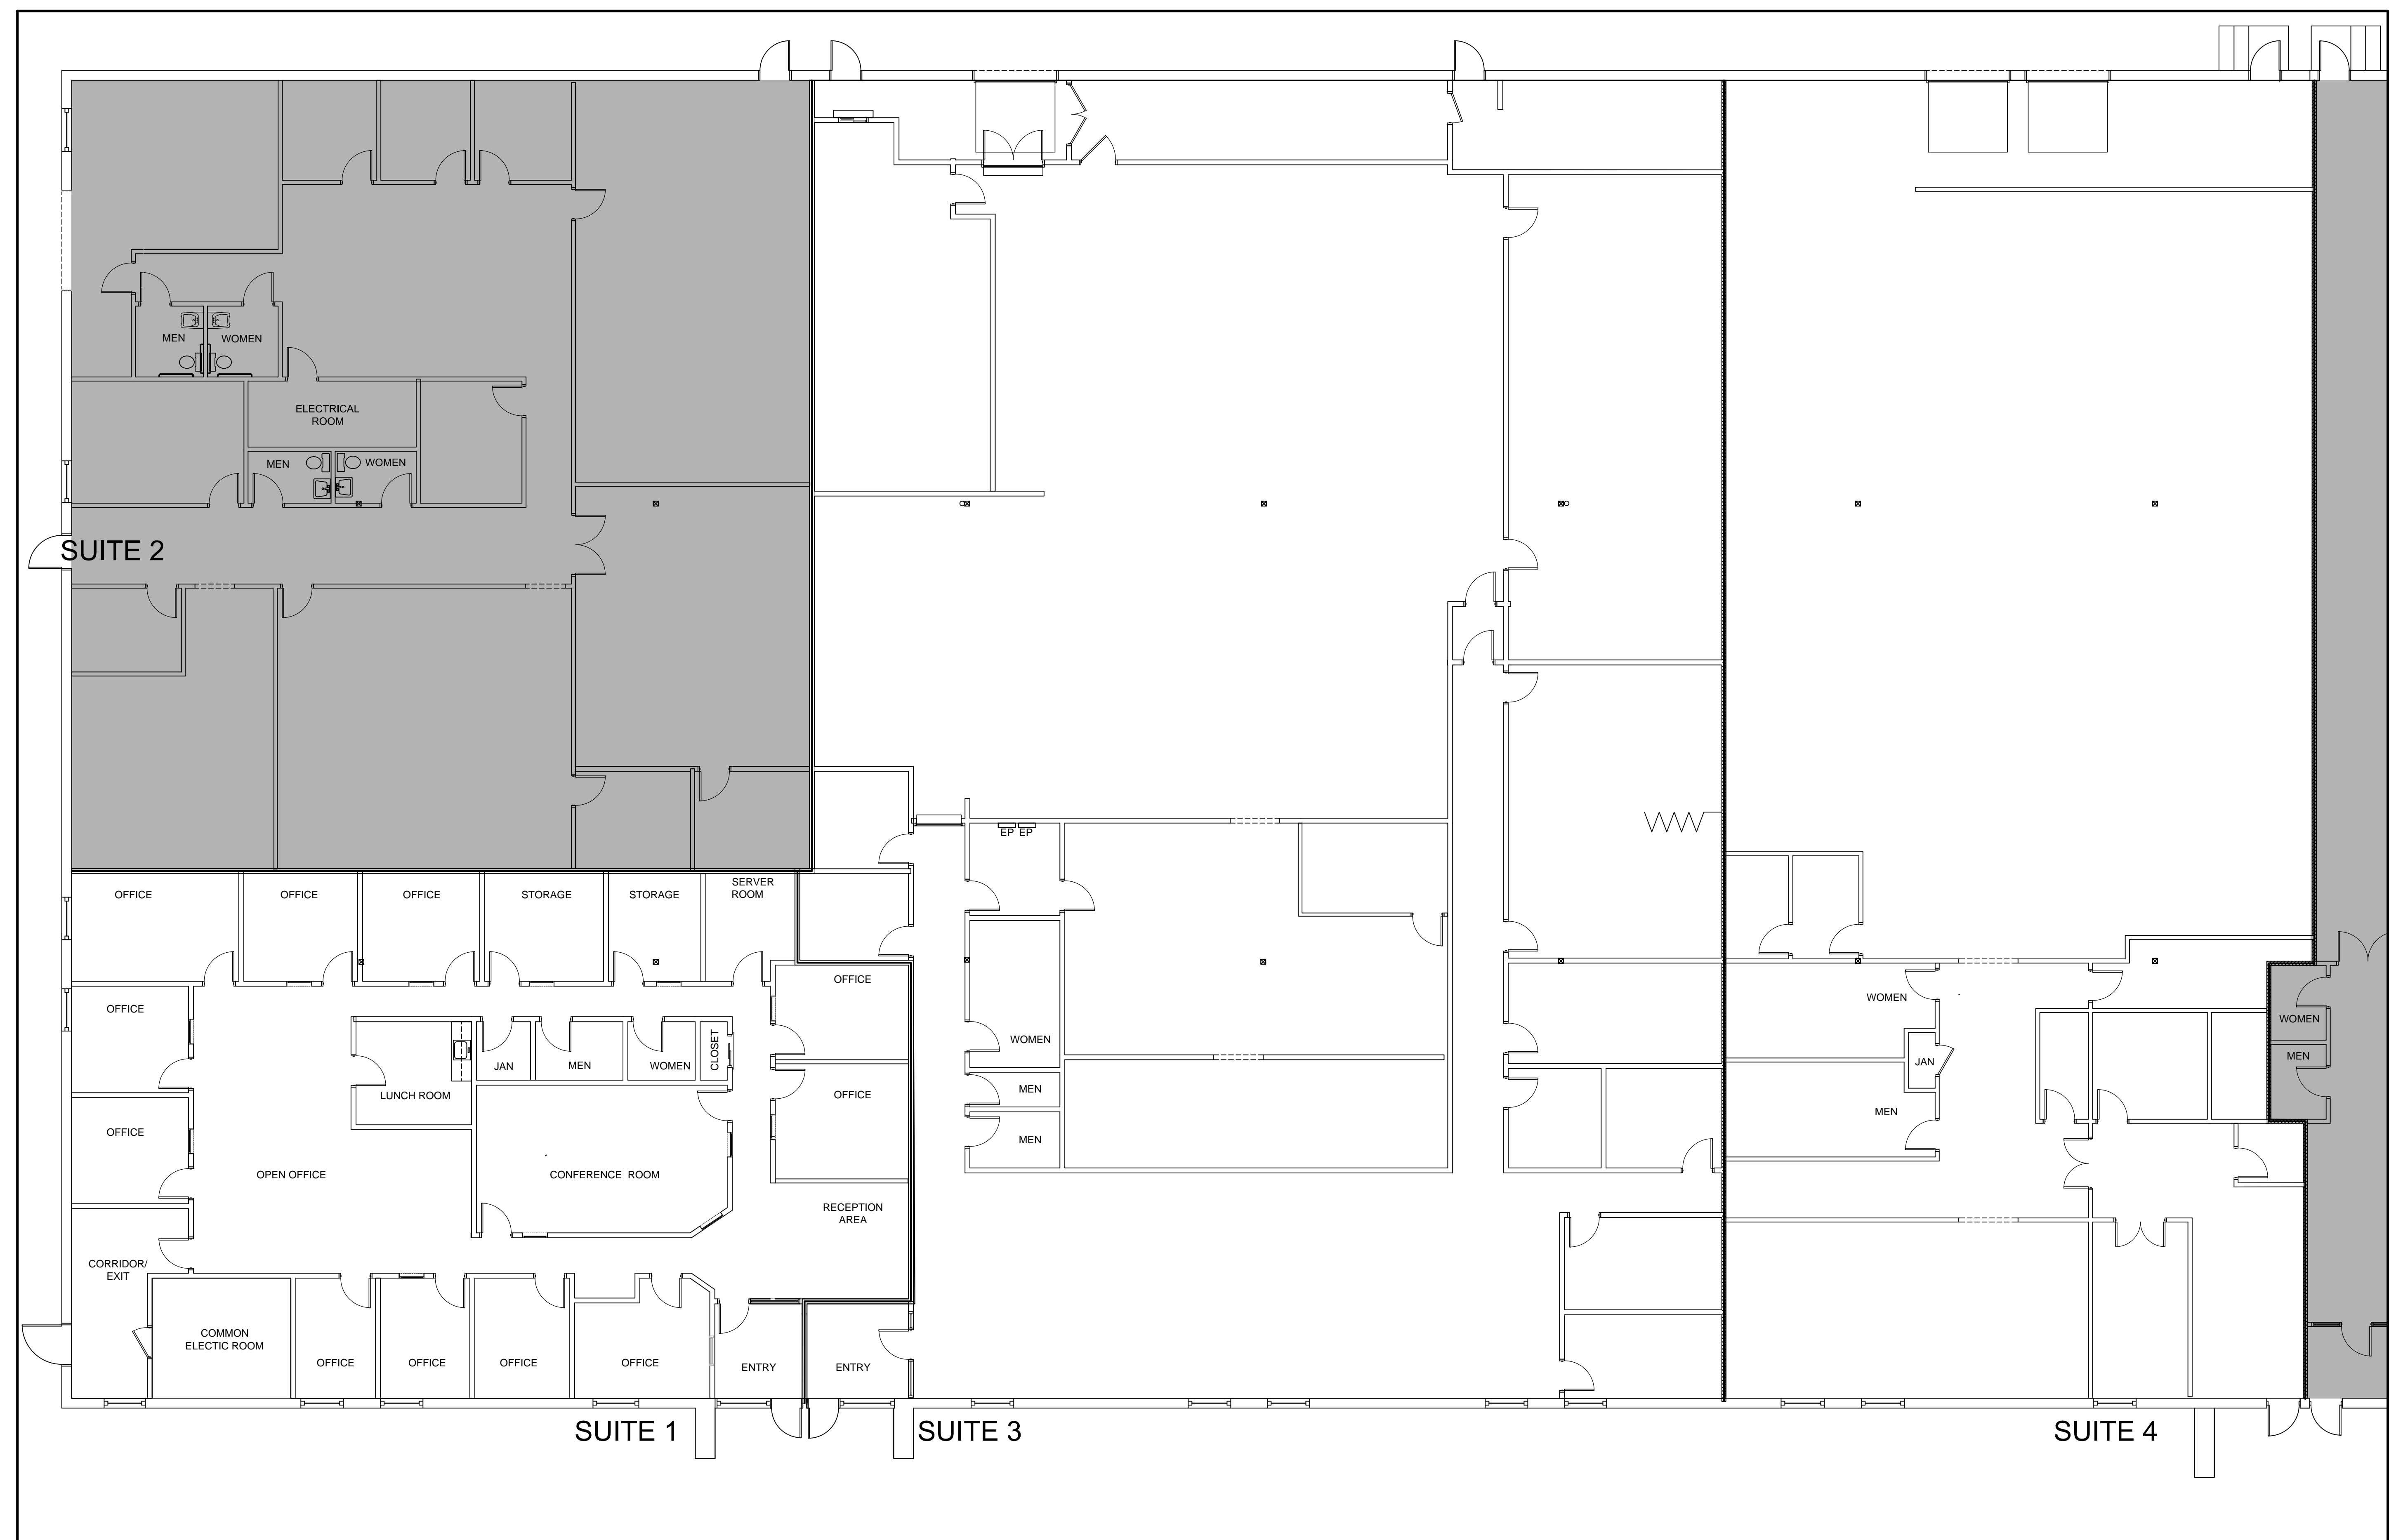 MEN
WOMEN
ELECTRICAL
ROOM
MEN
WOMEN
SUITE 2
EP EP
OFFICE
OFFICE
OFFICE
STORAGE
STORAGE
SERVER
ROOM
OFFICE
OFFICE
WOMEN
WOMEN
OFFICE
CLOSET
WOMEN
JAN
MEN
WOMEN
JAN
MEN
LUNCH ROOM
OFFICE
MEN
MEN
OFFICE
MEN
OPEN OFFICE
CONFERENCE ROOM
RECEPTION
AREA
CORRIDOR/
EXIT
COMMON
ELECTIC ROOM
OFFICE
OFFICE
OFFICE
OFFICE
ENTRY
ENTRY
SUITE 1
SUITE 3
SUITE 4